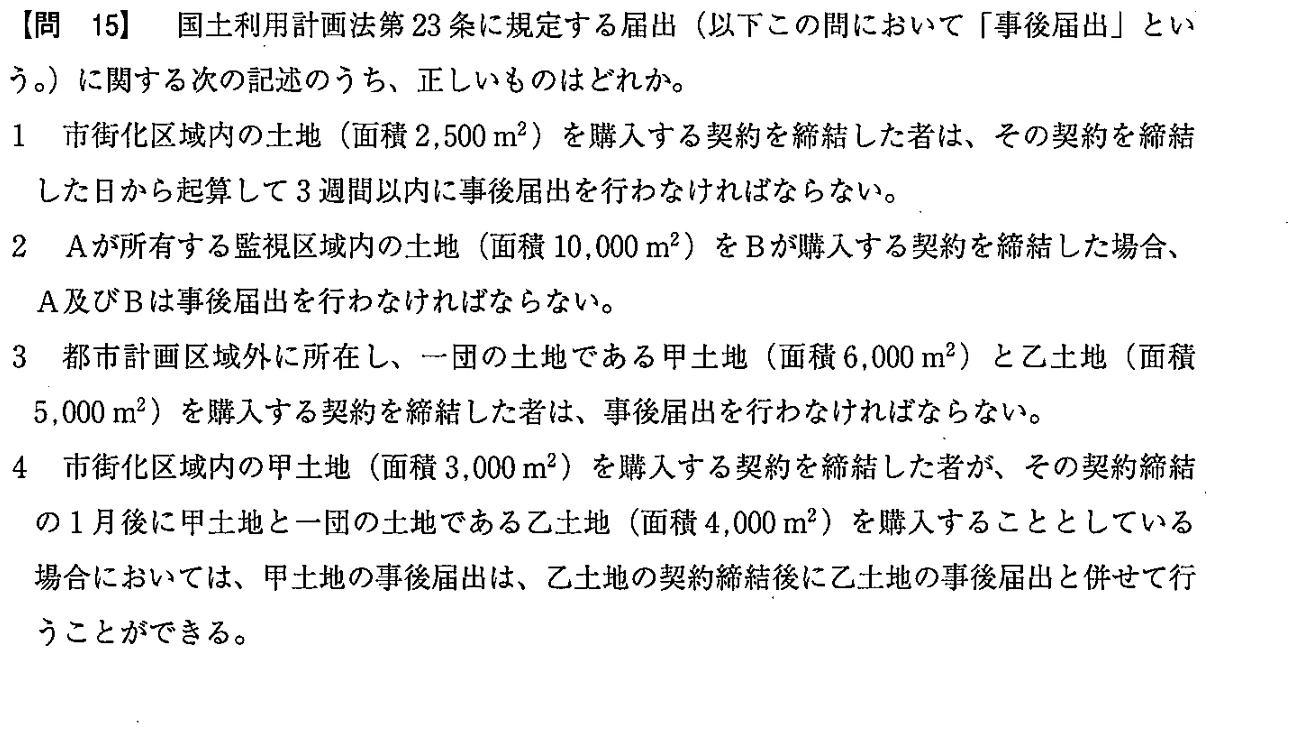 【問 15】 国土利用計画法第23条に規定する届出(以下この問において「事後届出」とい
う。)に関する次の記述のうち、正しいものはどれか。
1 市街化区域内の土地(面積2,500 m²)を購入する契約を締結した者は、その契約を締結
した日から起算して3週間以内に事後届出を行わなければならない。
2 Aが所有する監視区域内の土地(面積10,000 m²)をBが購入する契約を締結した場合、
A及びBは事後届出を行わなければならない。
3 都市計画区域外に所在し、一団の土地である甲土地(面積6,000 m²)と乙土地(面積
5,000 m²)を購入する契約を締結した者は、事後届出を行わなければならない。
4 市街化区域内の甲土地(面積3,000 m²)を購入する契約を締結した者が、その契約締結
の1月後に甲土地と一団の土地である乙土地(面積4,000 m²)を購入することとしている
場合においては、甲土地の事後届出は、乙土地の契約締結後に乙土地の事後届出と併せて行
うことができる。